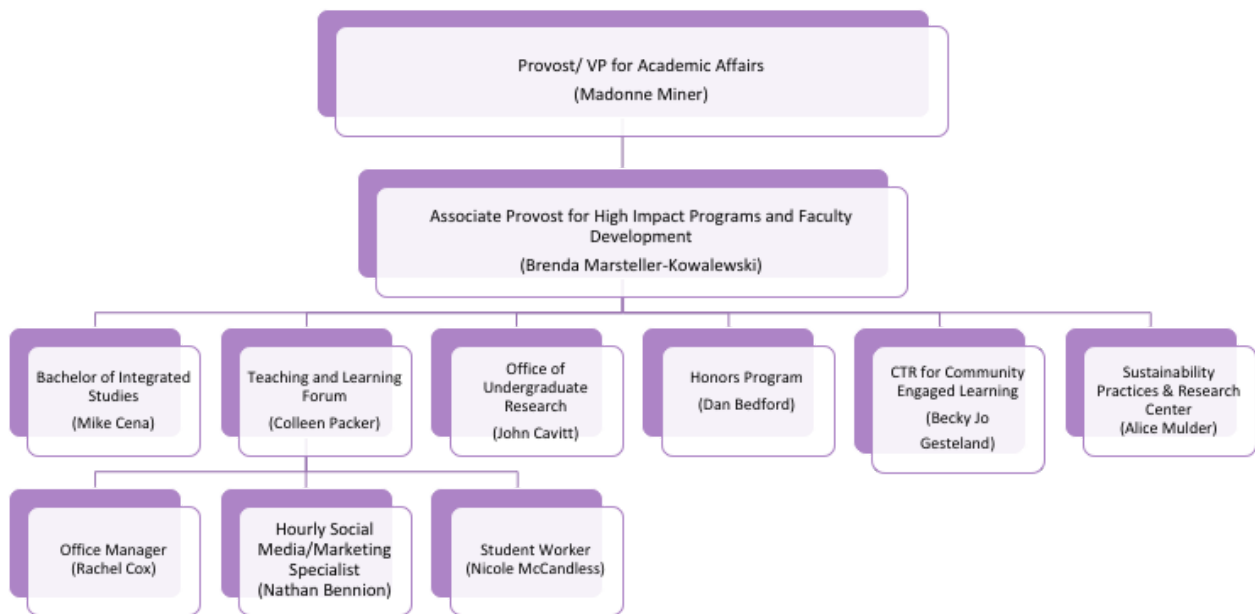 Provost/ VP for Academic Affairs
(Madonne Miner)
Associate Provost for High Impact Programs and Faculty
Development
(Brenda Marsteller-Kowalewski)
Bachelor of Integrated
Studies
(Mike Cena)
Teaching and Learning
Forum
(Colleen Packer)
Office of
Undergraduate
Research
(John Cavitt)
Honors Program
(Dan Bedford)
CTR for Community
Engaged Learning
(Becky Jo
Gesteland)
Sustainability
Practices & Research
Center
(Alice Mulder)
Office Manager
(Rachel Cox)
Hourly Social
Media/Marketing
Specialist
(Nathan Bennion)
Student Worker
(Nicole McCandless)